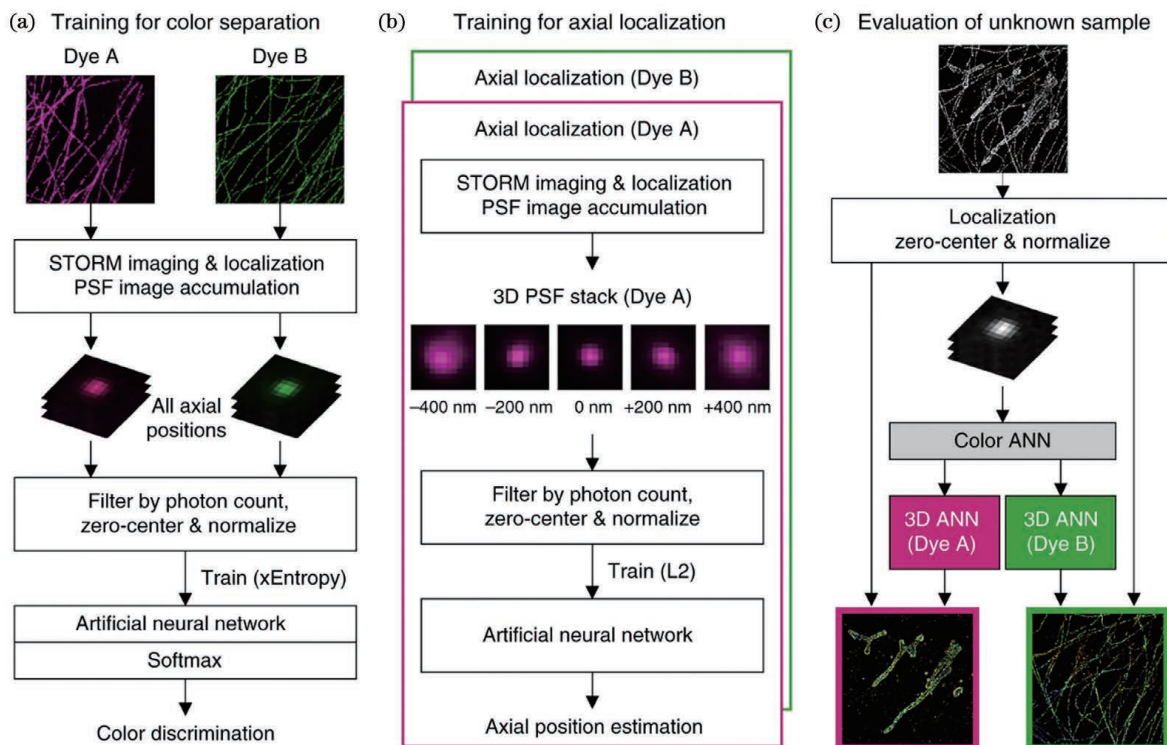 (a) Training for color separation
Dye A
Dye B
STORM imaging & localization
PSF image accumulation
All axial
positions
Filter by photon count,
zero-center & normalize
Train (xEntropy)
Artificial neural network
Softmax
Color discrimination
(b) Training for axial localization
Axial localization (Dye B)
Axial localization (Dye A)
STORM imaging & localization
PSF image accumulation
3D PSF stack (Dye A)
–400 nm –200 nm 0 nm +200 nm +400 nm
Filter by photon count,
zero-center & normalize
Train (L2)
Artificial neural network
Axial position estimation
(c) Evaluation of unknown sample
Localization
zero-center & normalize
Color ANN
3D ANN
(Dye A)
3D ANN
(Dye B)